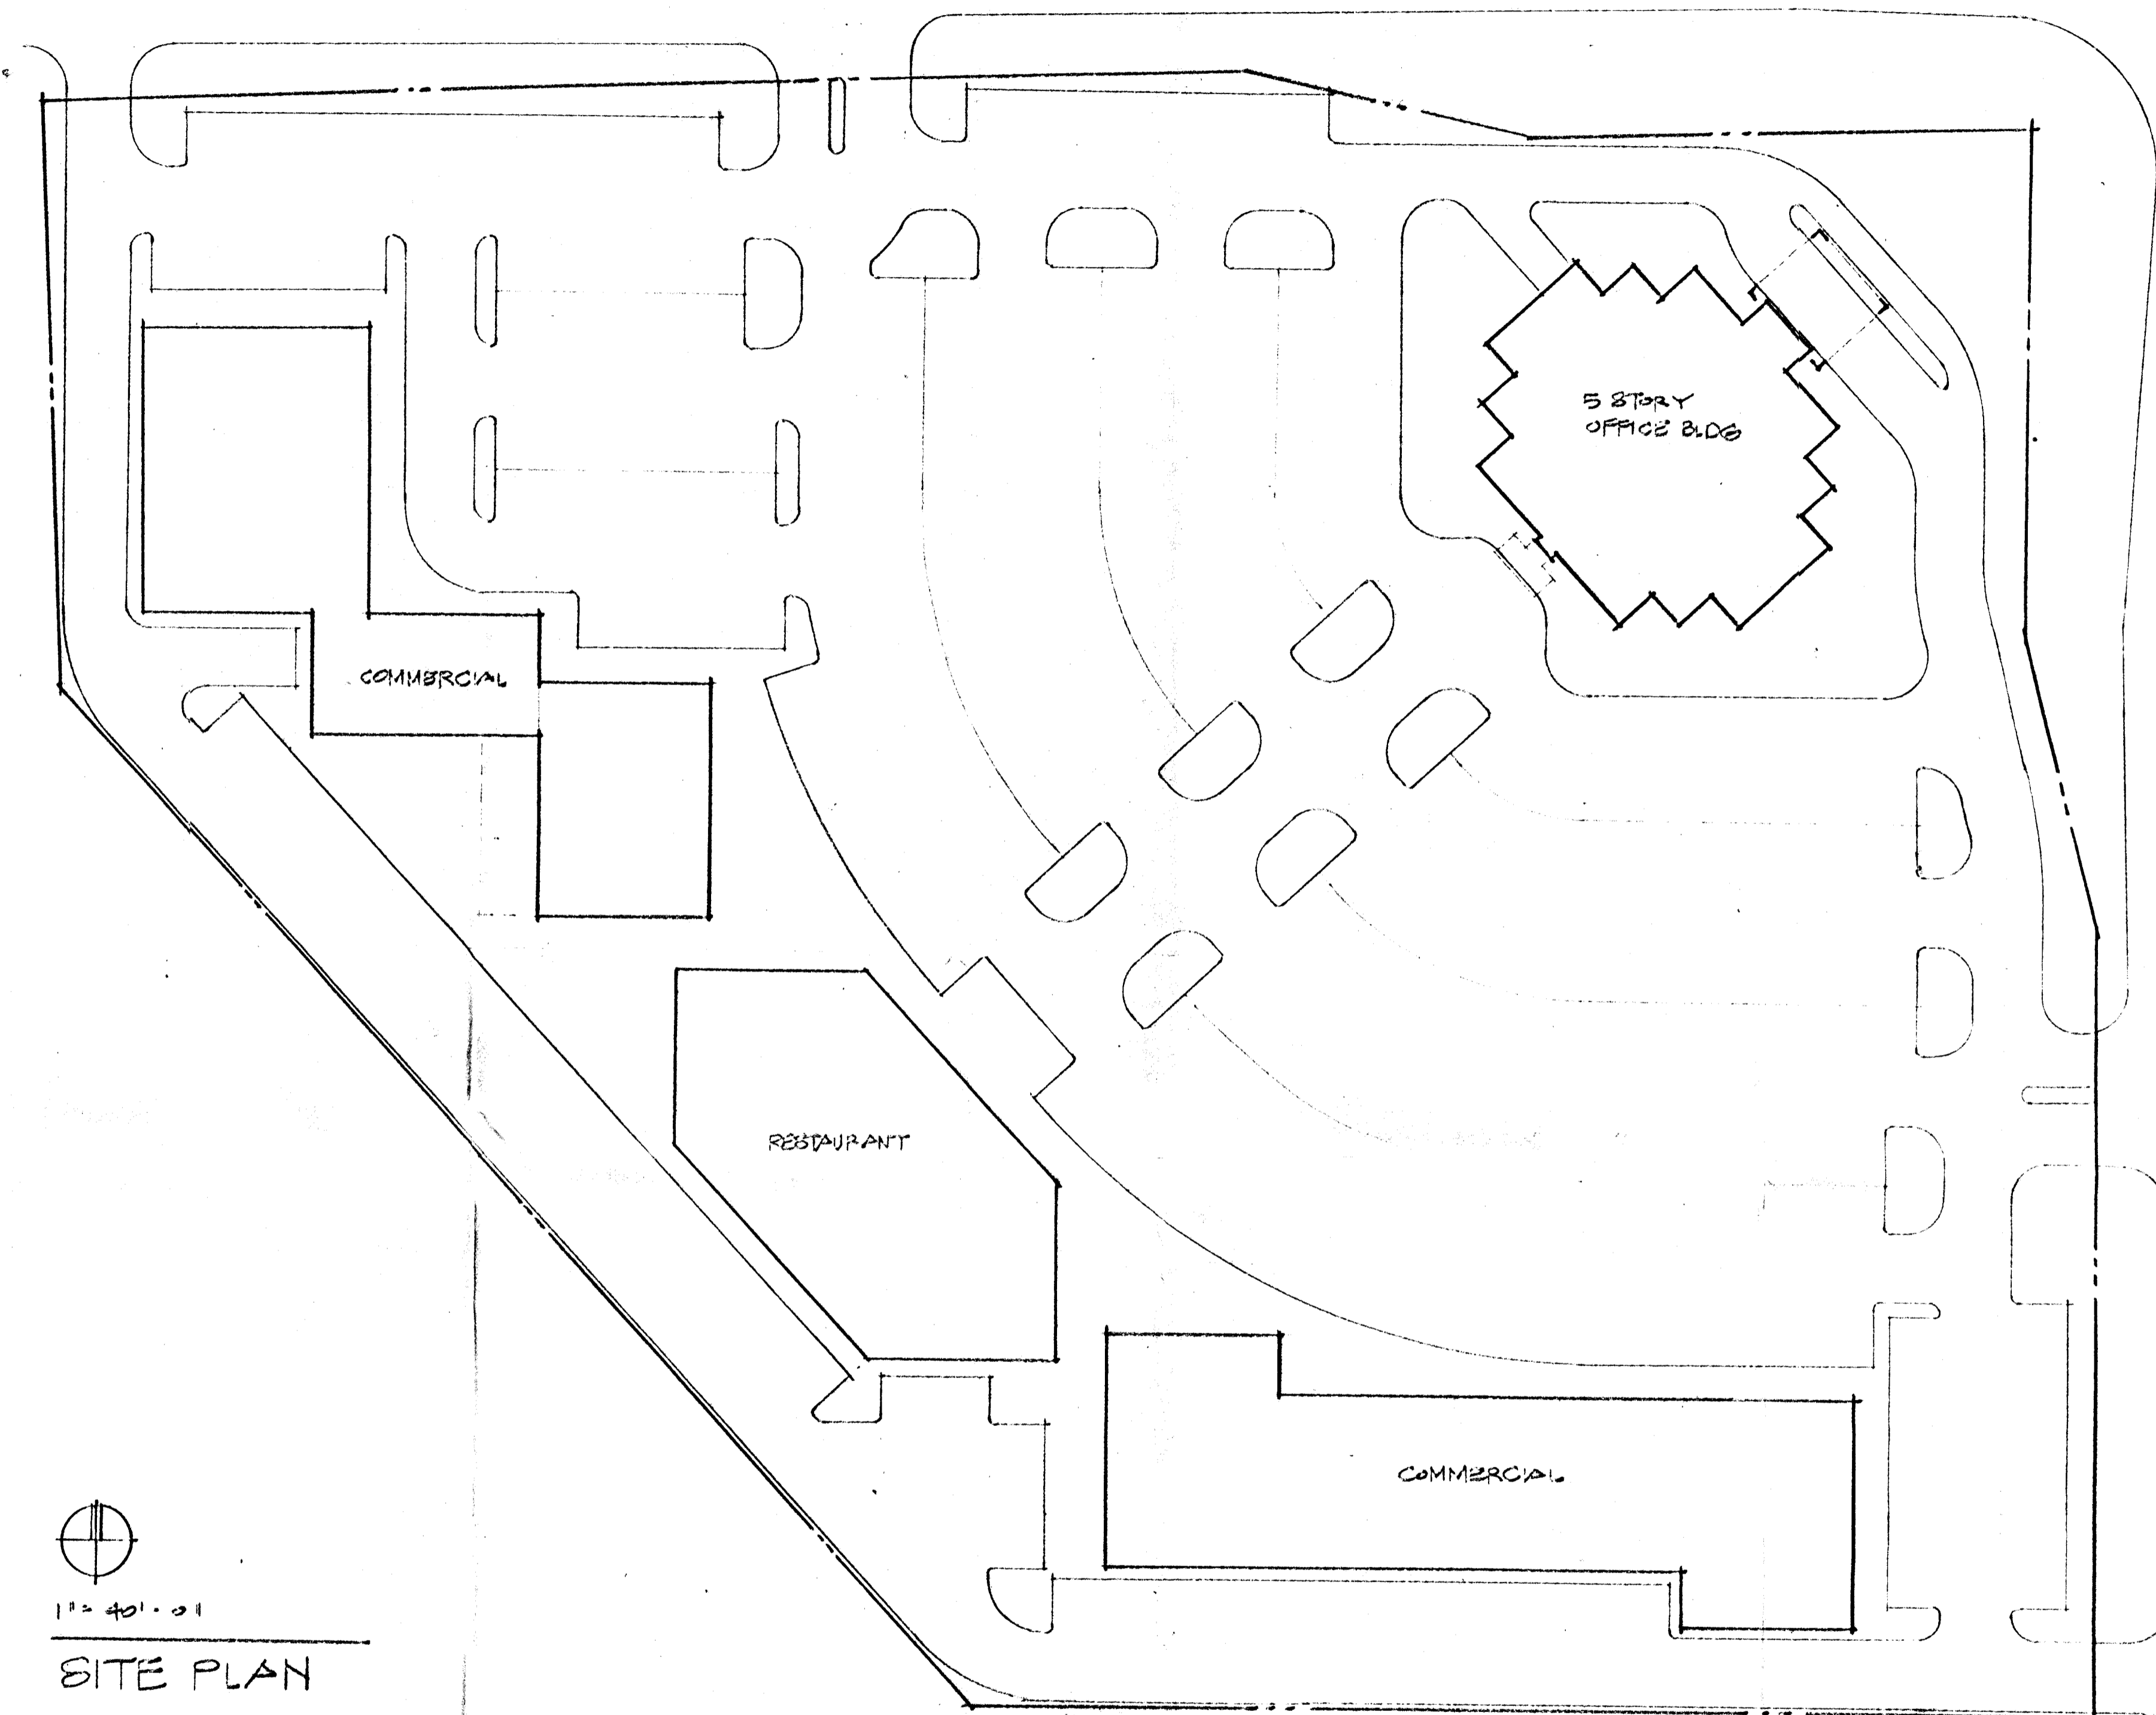 5 STORY
OFFICE BLDG
COMMERCIAL
RESTAURANT
COMMERCIAL
1" = 40'-0"
SITE PLAN